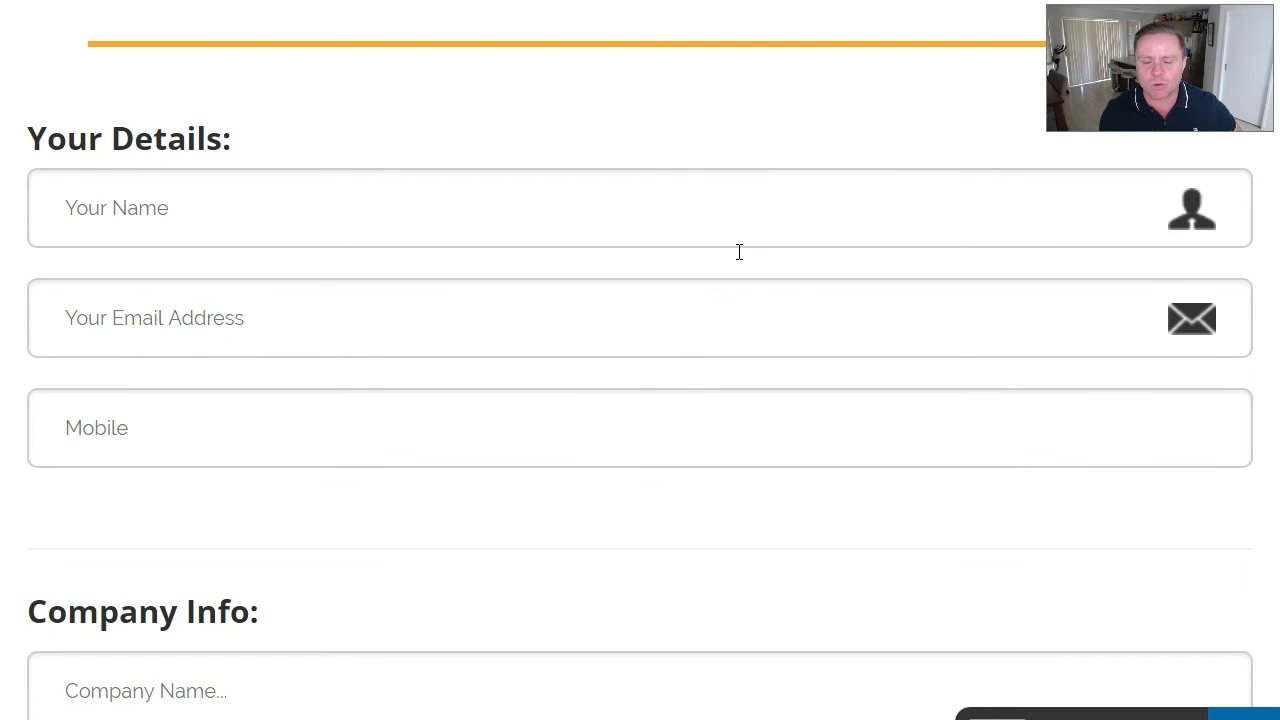 Your Details:
Your Name
Your Email Address
Mobile
Company Info:
Company Name...